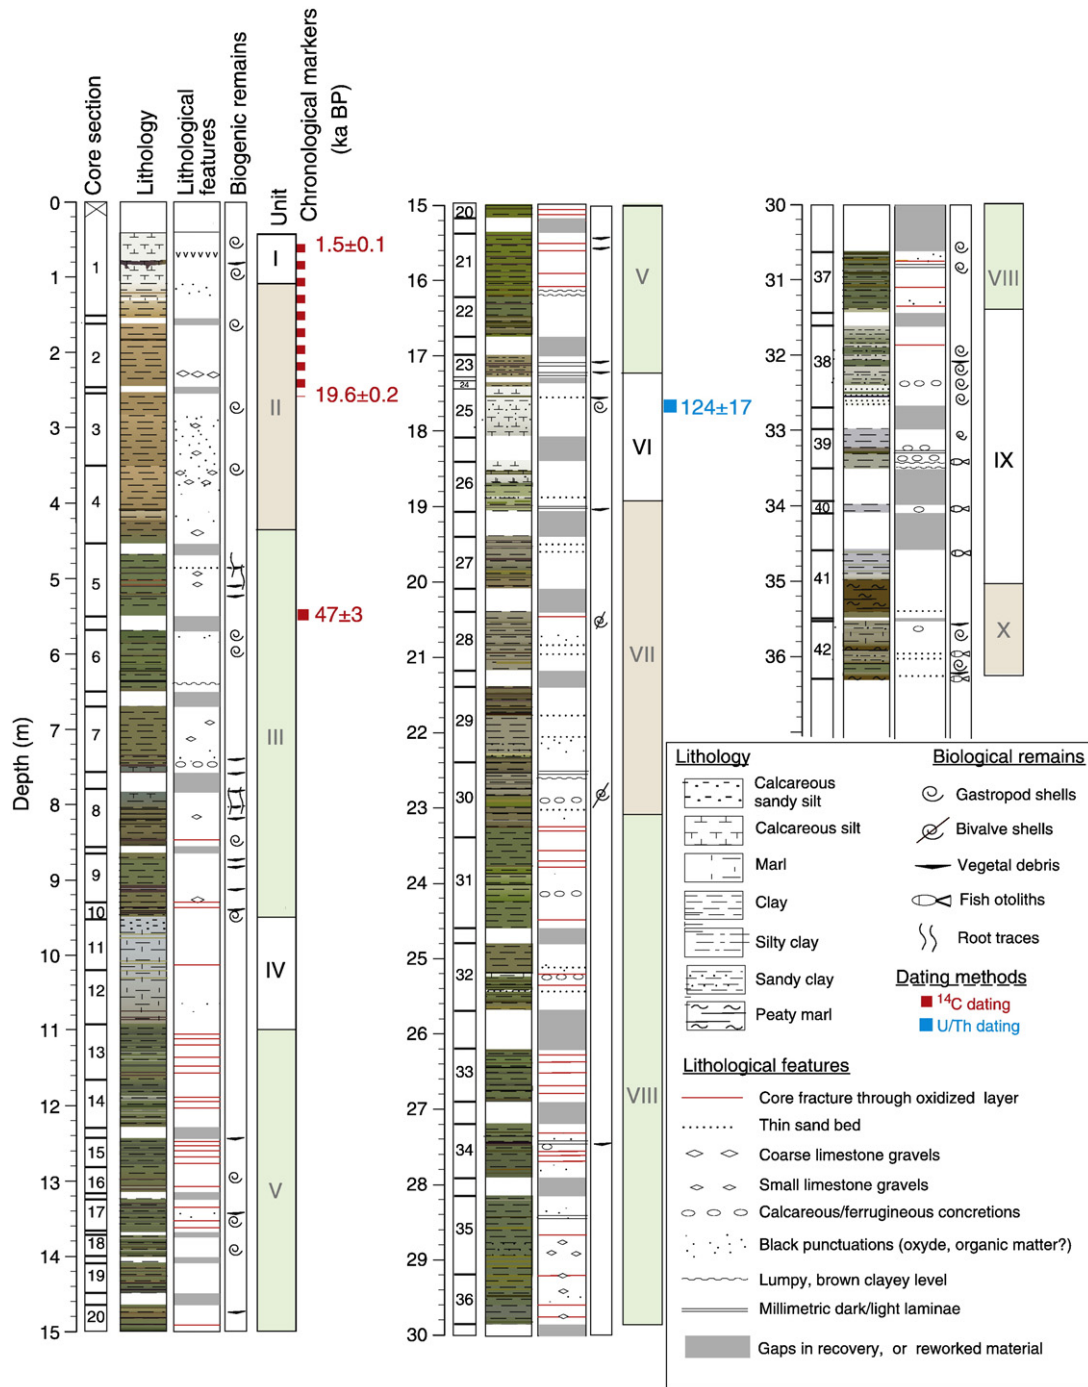 Core section
Lithology
Lithological
features
Biogenic remains
Unit
Chronological markers
(ka BP)
Depth (m)
0
1
2
3
4
5
6
7
8
9
10
11
12
13
14
15
1
2
3
4
5
6
7
8
9
10
11
12
13
14
15
16
17
18
19
20
I
II
III
IV
V
1.5±0.1
19.6±0.2
47±3
15
16
17
18
19
20
21
22
23
24
25
26
27
28
29
30
20
21
22
23
24
25
26
27
28
29
30
31
32
33
34
35
36
V
VI
VII
VIII
124±17
30
31
32
33
34
35
36
37
38
39
40
41
42
VIII
IX
X
Lithology
Calcareous
sandy silt
Calcareous silt
Marl
Clay
Silty clay
Sandy clay
Peaty marl
Biological remains
Gastropod shells
Bivalve shells
Vegetal debris
Fish otoliths
Root traces
Dating methods
14C dating
U/Th dating
Lithological features
Core fracture through oxidized layer
Thin sand bed
Coarse limestone gravels
Small limestone gravels
Calcareous/ferrugineous concretions
Black punctuations (oxyde, organic matter?)
Lumpy, brown clayey level
Millimetric dark/light laminae
Gaps in recovery, or reworked material